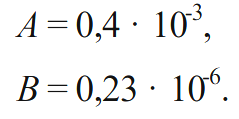 A = 0,4 · 10⁻³,
B = 0,23 · 10⁻⁶.